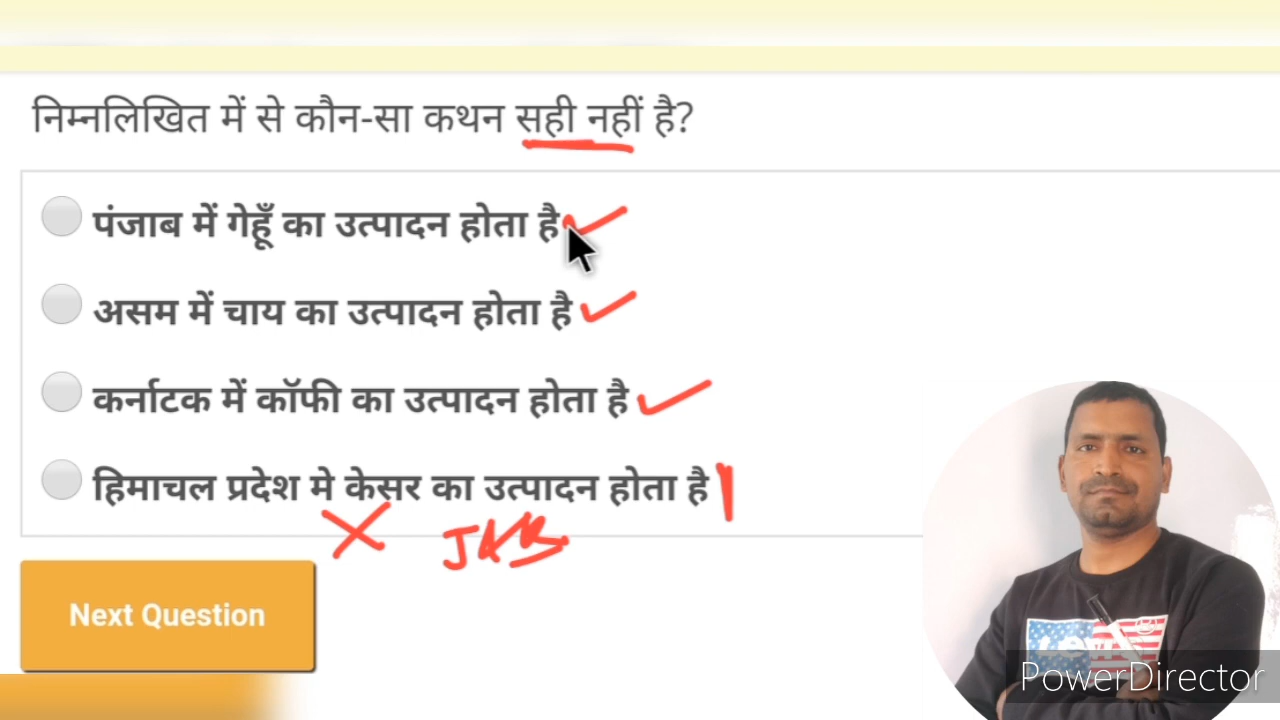 निम्नलिखित में से कौन-सा कथन सही नहीं है?
पंजाब में गेहूँ का उत्पादन होता है
असम में चाय का उत्पादन होता है
कर्नाटक में कॉफी का उत्पादन होता है
हिमाचल प्रदेश मे केसर का उत्पादन होता है
Next Question
PowerDirector